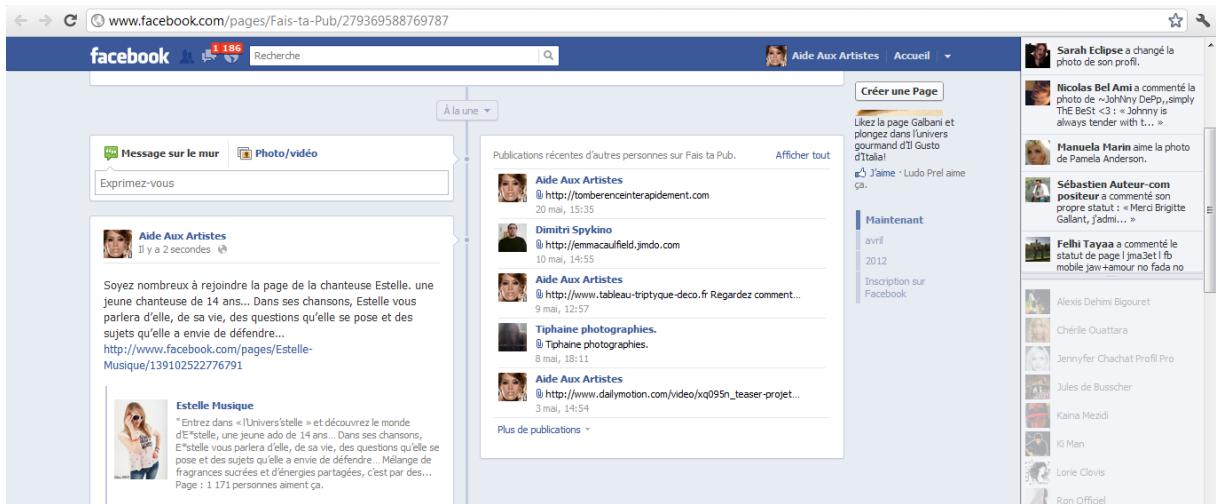 www.facebook.com/pages/Fais-ta-Pub/279369588769787
facebook
1 186
Recherche
Aide Aux Artistes
Accueil
À la une
Message sur le mur
Photo/vidéo
Exprimez-vous
Aide Aux Artistes
Il y a 2 secondes
Soyez nombreux à rejoindre la page de la chanteuse Estelle. une
jeune chanteuse de 14 ans... Dans ses chansons, Estelle vous
parlera d'elle, de sa vie, des questions qu'elle se pose et des
sujets qu'elle a envie de défendre...
http://www.facebook.com/pages/Estelle-
Musique/139102522776791
Estelle Musique
"Entrez dans « l'Univers'stelle » et découvrez le monde
d'E*stelle, une jeune ado de 14 ans... Dans ses chansons,
E*stelle vous parlera d'elle, de sa vie, des questions qu'elle se
pose et des sujets qu'elle a envie de défendre... Mélange de
fragrances sucrées et d'énergies partagées, c'est par des...
Page : 1 171 personnes aiment ça.
Publications récentes d'autres personnes sur Fais ta Pub.
Afficher tout
Aide Aux Artistes
http://tomberenceinterapidement.com
20 mai, 15:35
Dimitri Spykino
http://emmacaulfield.jimdo.com
10 mai, 14:55
Aide Aux Artistes
http://www.tableau-triptyque-deco.fr Regardez comment...
9 mai, 12:57
Tiphaine photographies.
Tiphaine photographies.
8 mai, 18:11
Aide Aux Artistes
http://www.dailymotion.com/video/xq095n_teaser-projet...
3 mai, 14:54
Plus de publications
Créer une Page
Likez la page Galbani et
plongez dans l'univers
gourmand d'Il Gusto
d'Italia!
J'aime · Ludo Prel aime
ça.
Maintenant
avril
2012
Inscription sur
Facebook
Sarah Eclipse a changé la
photo de son profil.
Nicolas Bel Ami a commenté la
photo de ~JohNny DePp,,simply
ThE BeSt <3 : « Johnny is
always tender with t... »
Manuela Marin aime la photo
de Pamela Anderson.
Sébastien Auteur-com
positeur a commenté son
propre statut : « Merci Brigitte
Gallant, j'admi... »
Felhi Tayaa a commenté le
statut de page l jma3et l fb
mobile jaw+amour no fada no
Alexis Dehimi Bigouret
Chérile Ouattara
Jennyfer Chachat Profil Pro
Jules de Busscher
Kaina Mezidi
Ki Man
Lorie Clovis
Ron Officiel